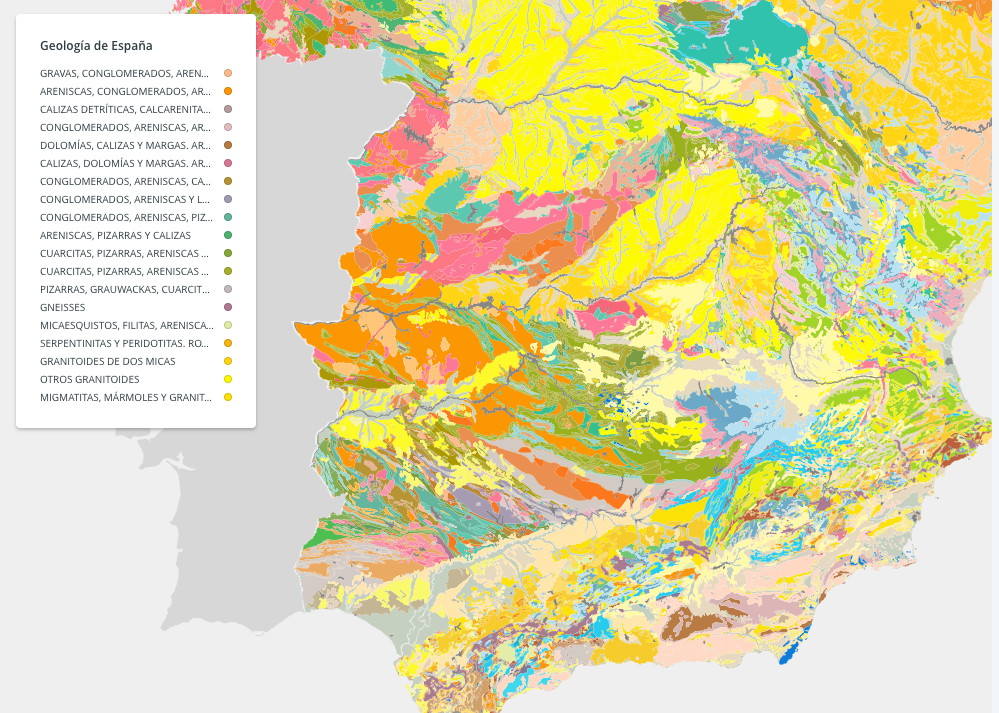 Geología de España
GRAVAS, CONGLOMERADOS, AREN...
ARENISCAS, CONGLOMERADOS, AR...
CALIZAS DETRÍTICAS, CALCARENITA...
CONGLOMERADOS, ARENISCAS, AR...
DOLOMÍAS, CALIZAS Y MARGAS. AR...
CALIZAS, DOLOMÍAS Y MARGAS. AR...
CONGLOMERADOS, ARENISCAS, CA...
CONGLOMERADOS, ARENISCAS Y L...
CONGLOMERADOS, ARENISCAS, PIZ...
ARENISCAS, PIZARRAS Y CALIZAS
CUARCITAS, PIZARRAS, ARENISCAS ...
CUARCITAS, PIZARRAS, ARENISCAS ...
PIZARRAS, GRAUWACKAS, CUARCIT...
GNEISSES
MICAESQUISTOS, FILITAS, ARENISCA...
SERPENTINITAS Y PERIDOTITAS. RO...
GRANITOIDES DE DOS MICAS
OTROS GRANITOIDES
MIGMATITAS, MÁRMOLES Y GRANIT...